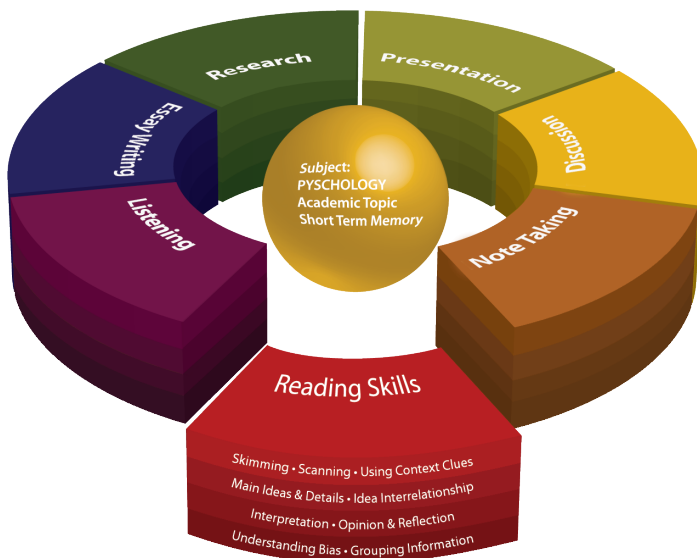 Research
Presentation
Essay Writing
Discussion
Subject:
PYSCHOLOGY
Academic Topic
Short Term Memory
Listening
Note Taking
Reading Skills
Skimming • Scanning • Using Context Clues
Main Ideas & Details • Idea Interrelationship
Interpretation • Opinion & Reflection
Understanding Bias • Grouping Information